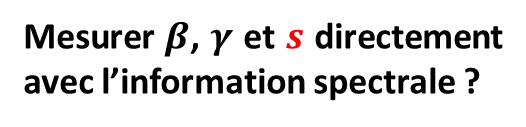 Mesurer β, γ et s directement
avec l’information spectrale ?